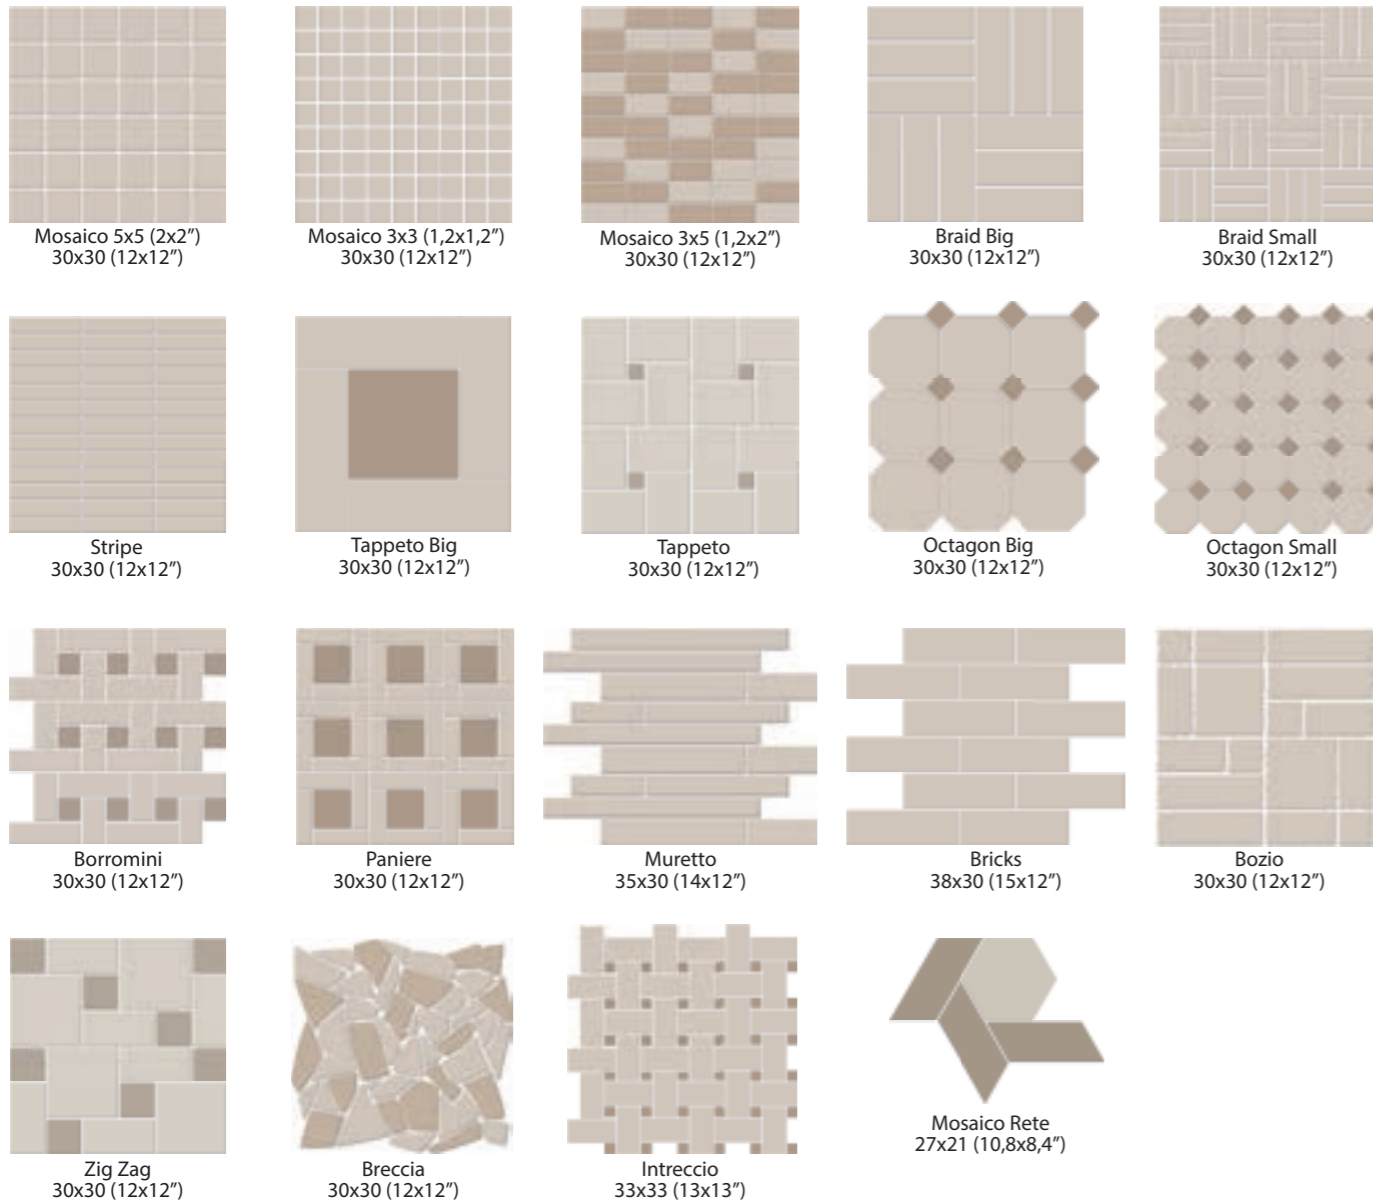 Mosaico 5x5 (2x2”)
30x30 (12x12”)
Mosaico 3x3 (1,2x1,2”)
30x30 (12x12”)
Mosaico 3x5 (1,2x2”)
30x30 (12x12”)
Braid Big
30x30 (12x12”)
Braid Small
30x30 (12x12”)
Stripe
30x30 (12x12”)
Tappeto Big
30x30 (12x12”)
Tappeto
30x30 (12x12”)
Octagon Big
30x30 (12x12”)
Octagon Small
30x30 (12x12”)
Borromini
30x30 (12x12”)
Paniere
30x30 (12x12”)
Muretto
35x30 (14x12”)
Bricks
38x30 (15x12”)
Bozio
30x30 (12x12”)
Zig Zag
30x30 (12x12”)
Breccia
30x30 (12x12”)
Intreccio
33x33 (13x13”)
Mosaico Rete
27x21 (10,8x8,4”)